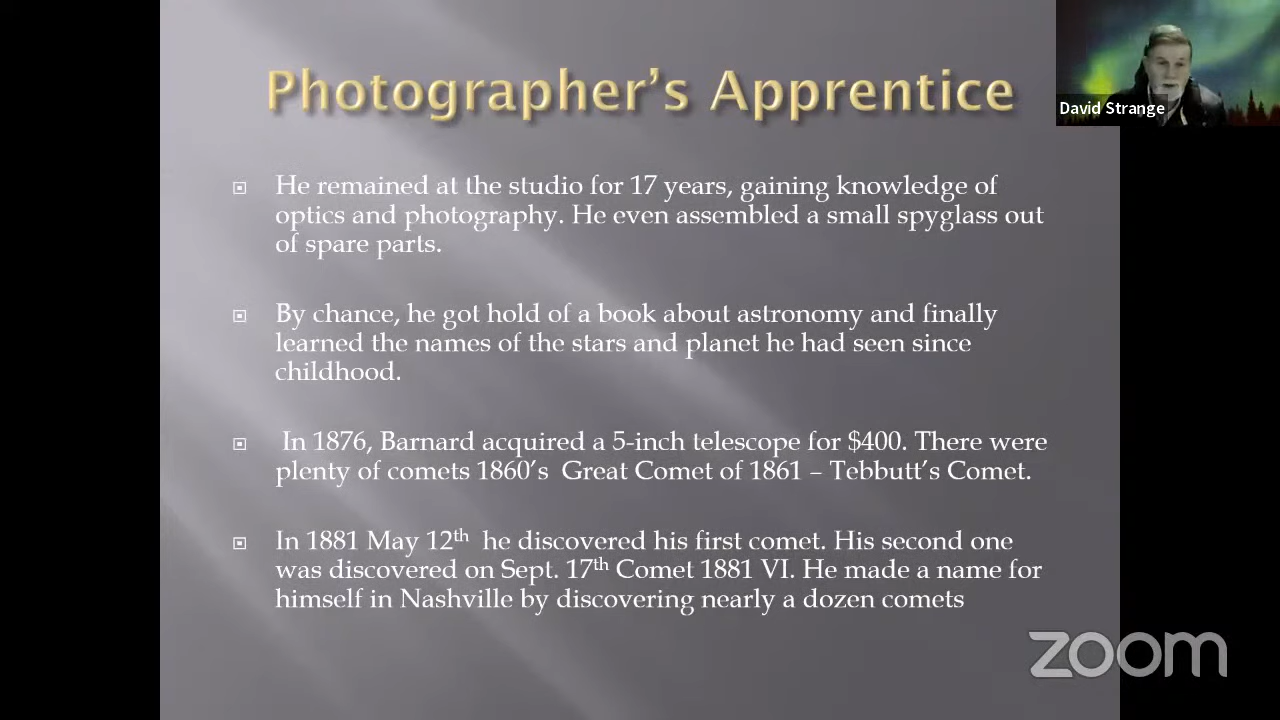 Photographer's Apprentice
David Strange
He remained at the studio for 17 years, gaining knowledge of
optics and photography. He even assembled a small spyglass out
of spare parts.
By chance, he got hold of a book about astronomy and finally
learned the names of the stars and planet he had seen since
childhood.
In 1876, Barnard acquired a 5-inch telescope for $400. There were
plenty of comets 1860's  Great Comet of 1861 – Tebbutt's Comet.
In 1881 May 12th  he discovered his first comet. His second one
was discovered on Sept. 17th Comet 1881 VI. He made a name for
himself in Nashville by discovering nearly a dozen comets
zoom